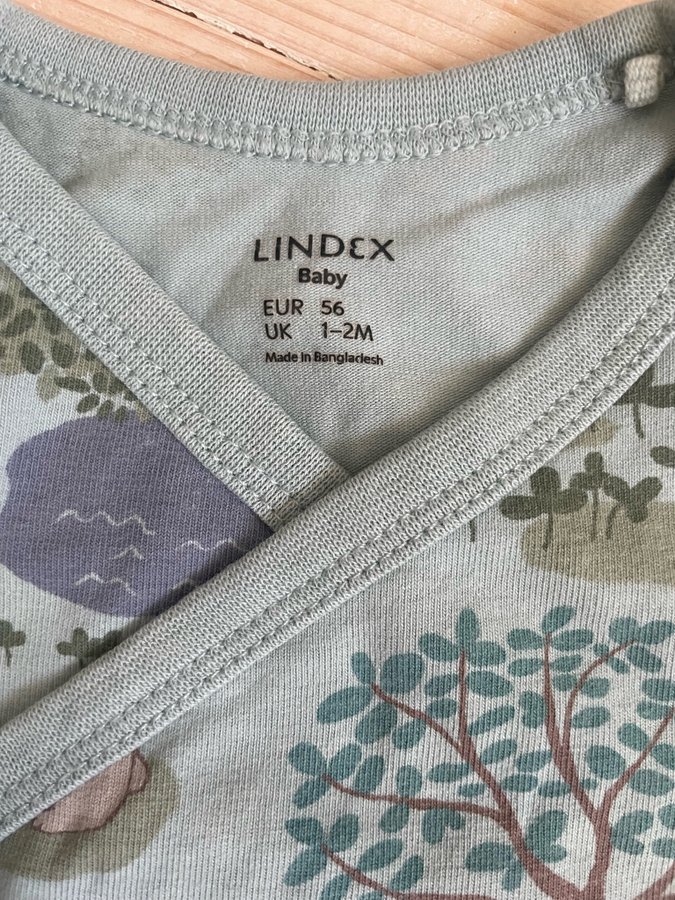 LINDEX
Baby
EUR 56
UK 1–2M
Made in Bangladesh